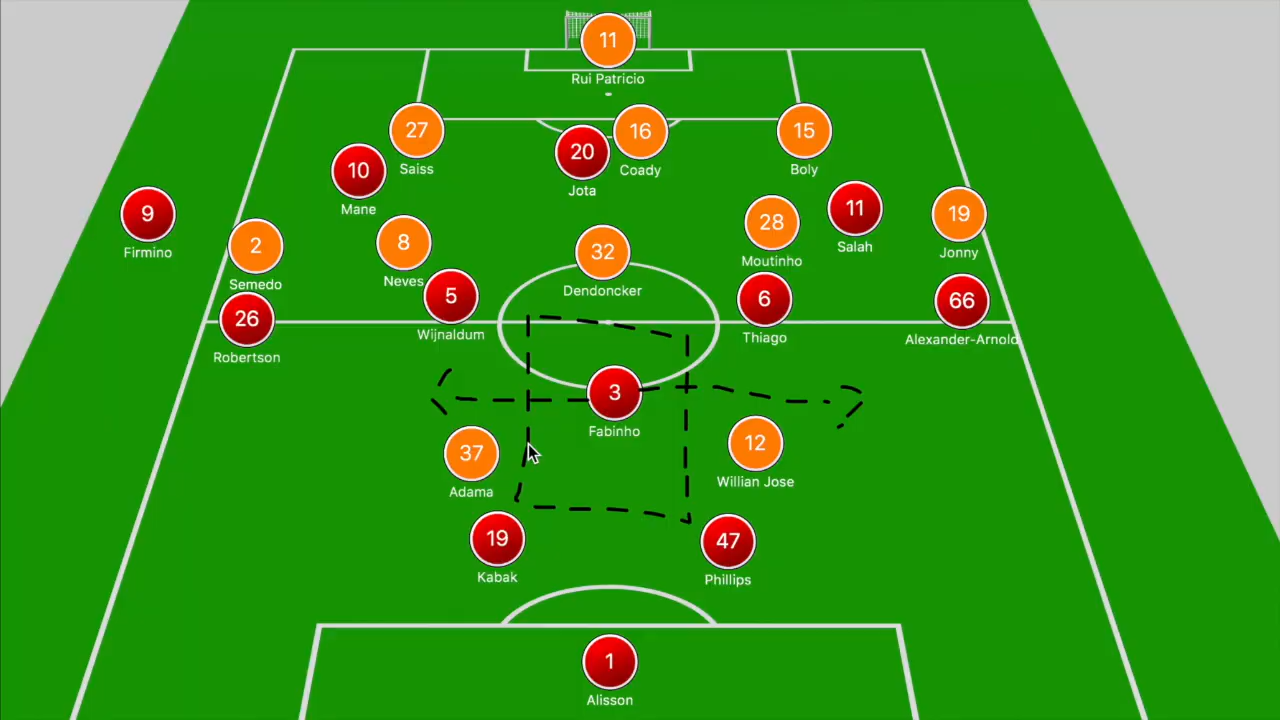 11
Rui Patricio
27
Saiss
16
Coady
15
Boly
20
Jota
10
Mane
9
Firmino
11
Salah
19
Jonny
28
Moutinho
2
Semedo
8
Neves
32
Dendoncker
5
Wijnaldum
6
Thiago
66
Alexander-Arnold
26
Robertson
3
Fabinho
37
Adama
12
Willian Jose
19
Kabak
47
Phillips
1
Alisson